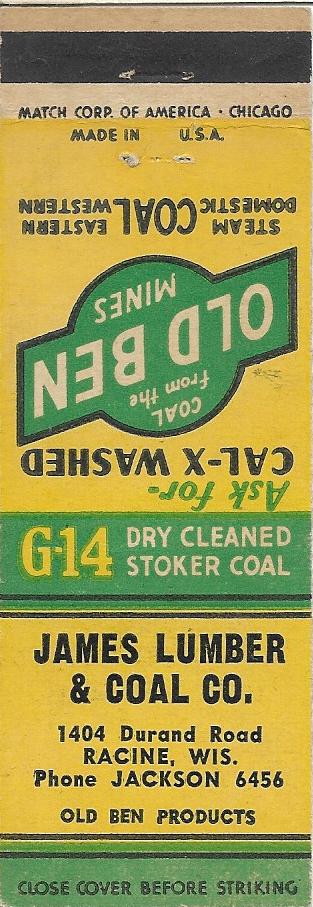 MATCH CORP. OF AMERICA · CHICAGO
MADE IN U.S.A.
Ask for-
CAL-X WASHED
COAL
from the
OLD BEN
MINES
STEAM COAL EASTERN
DOMESTIC WESTERN
G-14 DRY CLEANED
STOKER COAL
JAMES LUMBER
& COAL CO.
1404 Durand Road
RACINE, WIS.
Phone JACKSON 6456
OLD BEN PRODUCTS
CLOSE COVER BEFORE STRIKING